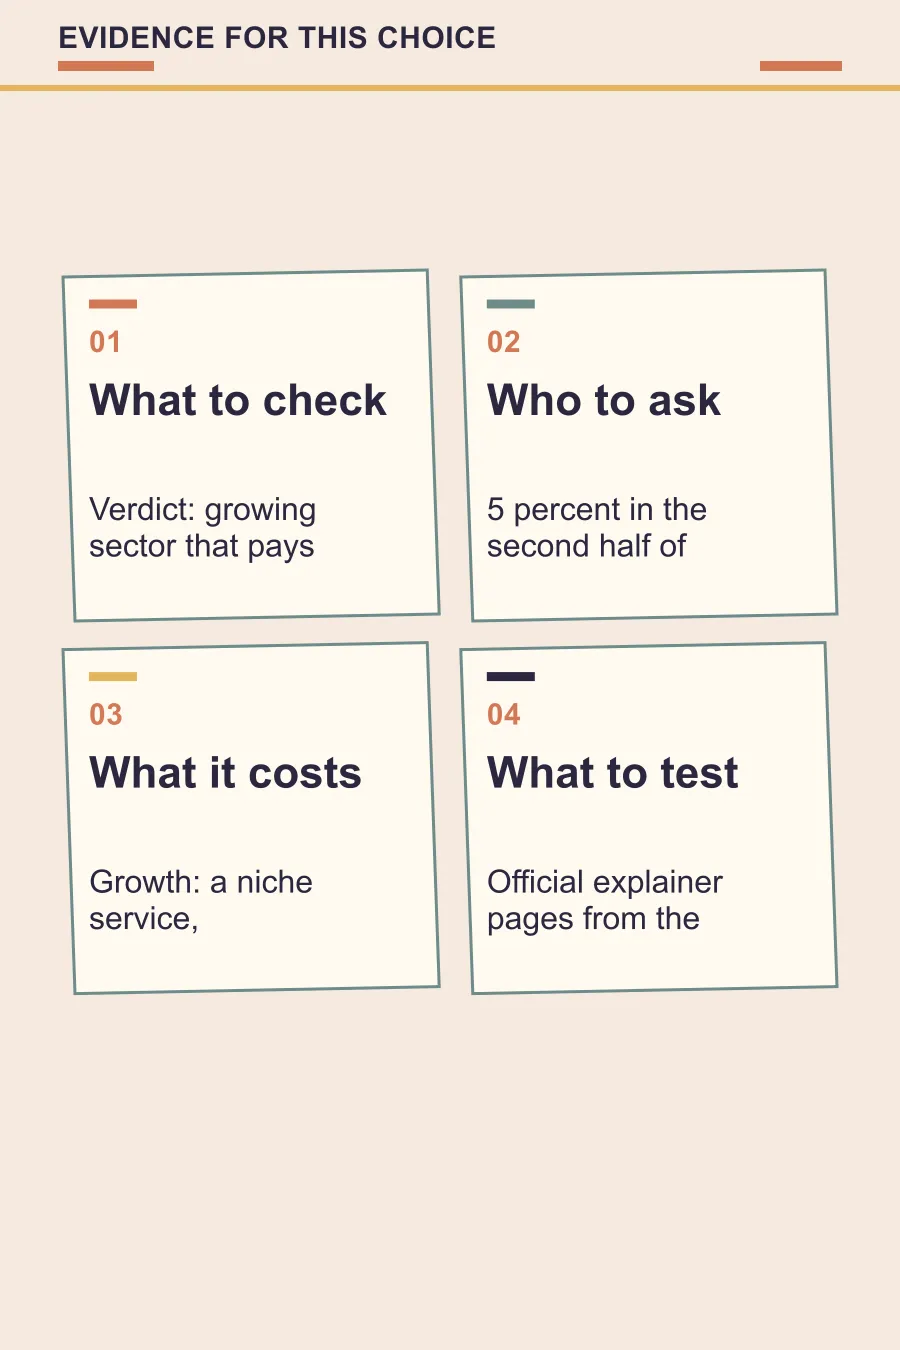 EVIDENCE FOR THIS CHOICE
01
What to check
Verdict: growing
sector that pays
02
Who to ask
5 percent in the
second half of
03
What it costs
Growth: a niche
service,
04
What to test
Official explainer
pages from the